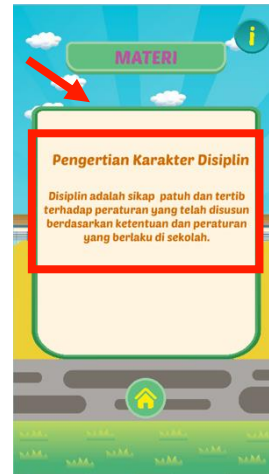 i
MATERI
Pengertian Karakter Disiplin
Disiplin adalah sikap patuh dan tertib
terhadap peraturan yang telah disusun
berdasarkan ketentuan dan peraturan
yang berlaku di sekolah.